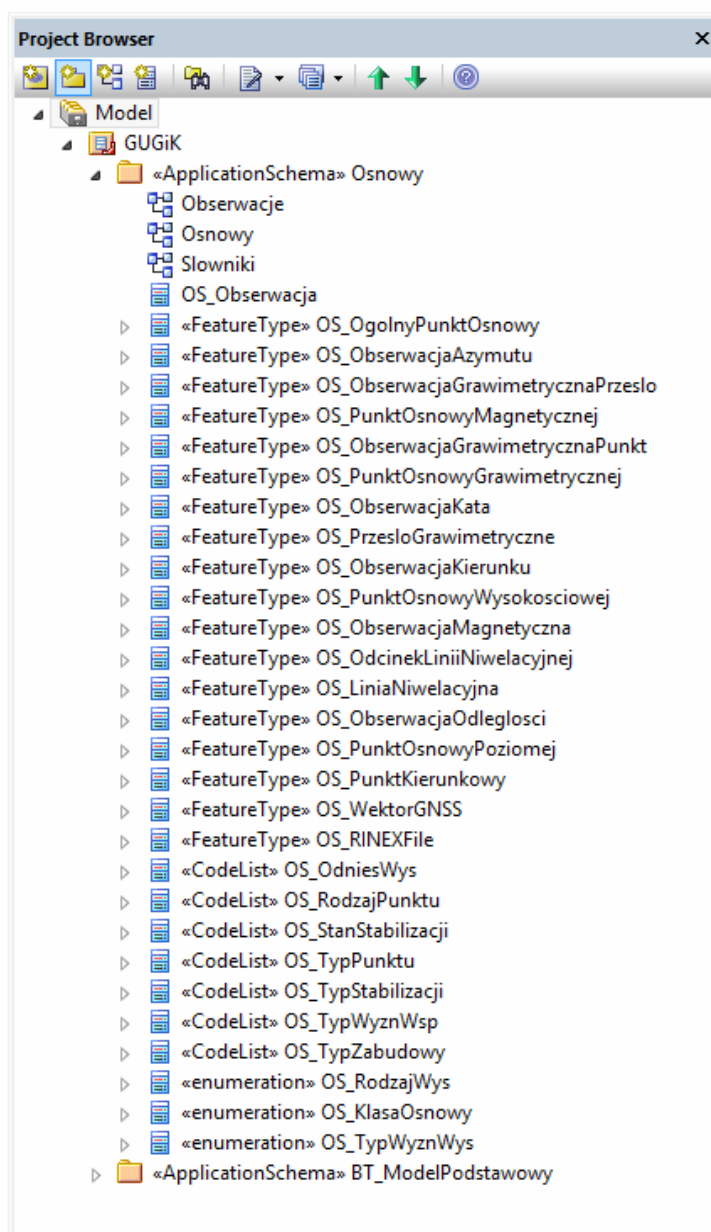 Project Browser
Model
GUGiK
«ApplicationSchema» Osnowy
Obserwacje
Osnowy
Slowniki
OS_Obserwacja
«FeatureType» OS_OgolnyPunktOsnowy
«FeatureType» OS_ObserwacjaAzymutu
«FeatureType» OS_ObserwacjaGrawimetrycznaPrzeslo
«FeatureType» OS_PunktOsnowyMagnetycznej
«FeatureType» OS_ObserwacjaGrawimetrycznaPunkt
«FeatureType» OS_PunktOsnowyGrawimetrycznej
«FeatureType» OS_ObserwacjaKata
«FeatureType» OS_PrzesloGrawimetryczne
«FeatureType» OS_ObserwacjaKierunku
«FeatureType» OS_PunktOsnowyWysokosciowej
«FeatureType» OS_ObserwacjaMagnetyczna
«FeatureType» OS_OdcinekLiniiNiwelacyjnej
«FeatureType» OS_LiniaNiwelacyjna
«FeatureType» OS_ObserwacjaOdleglosci
«FeatureType» OS_PunktOsnowyPoziomej
«FeatureType» OS_PunktKierunkowy
«FeatureType» OS_WektorGNSS
«FeatureType» OS_RINEXFile
«CodeList» OS_OdniesWys
«CodeList» OS_RodzajPunktu
«CodeList» OS_StanStabilizacji
«CodeList» OS_TypPunktu
«CodeList» OS_TypStabilizacji
«CodeList» OS_TypWyznWsp
«CodeList» OS_TypZabudowy
«enumeration» OS_RodzajWys
«enumeration» OS_KlasaOsnowy
«enumeration» OS_TypWyznWys
«ApplicationSchema» BT_ModelPodstawowy